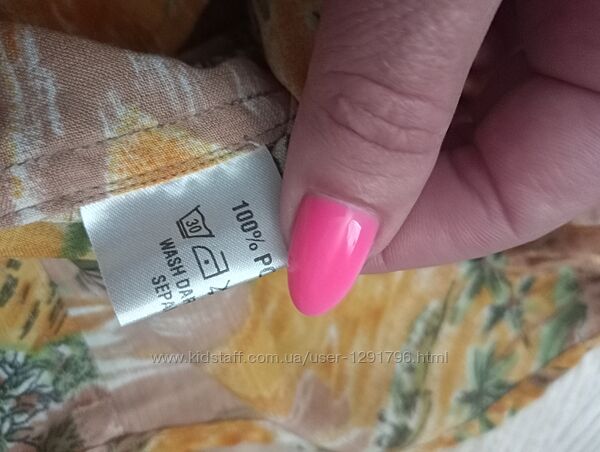 100% PO
30
WASH DAR
SEPA
www.kidstaff.com.ua/user-1291796.html